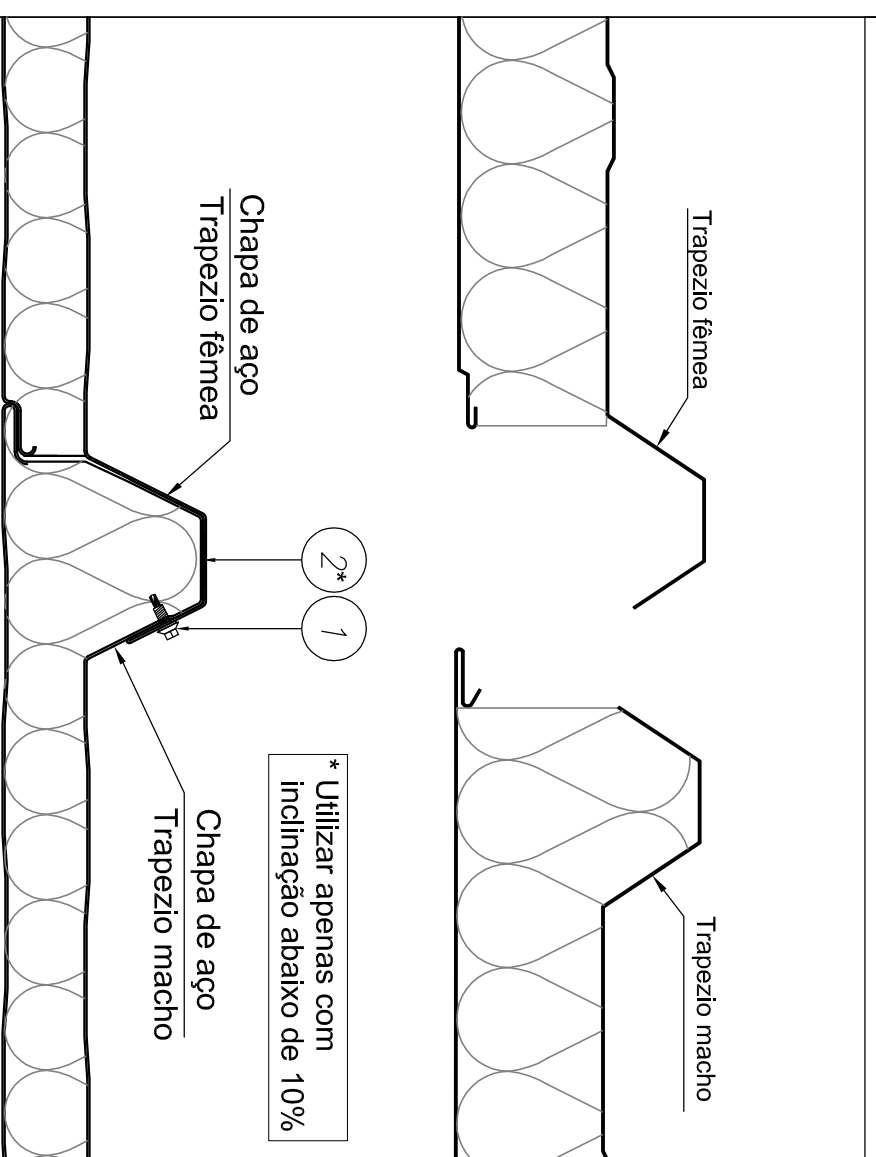 Trapezio fêmea
Trapezio macho
2*
1
Chapa de aço
Trapezio fêmea
* Utilizar apenas com
inclinação abaixo de 10%
Chapa de aço
Trapezio macho